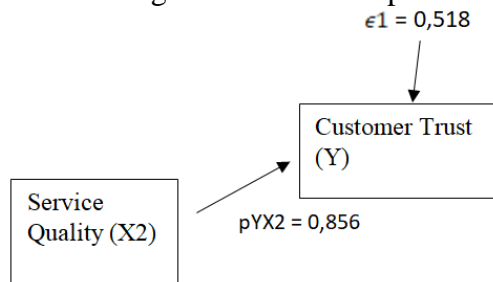 ϵ1 = 0,518
Customer Trust
(Y)
Service
Quality (X2)
pYX2 = 0,856